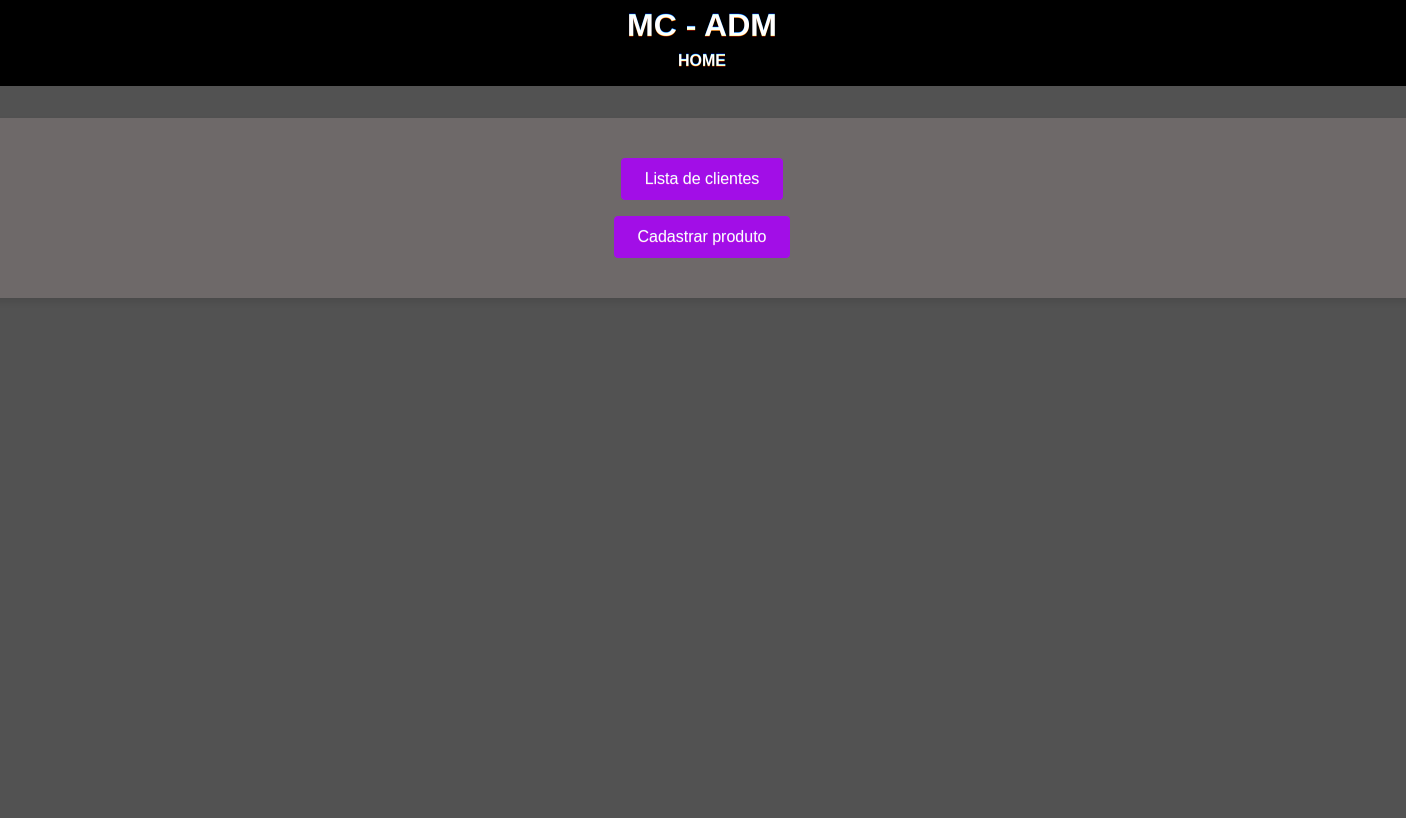 MC - ADM
HOME
Lista de clientes
Cadastrar produto